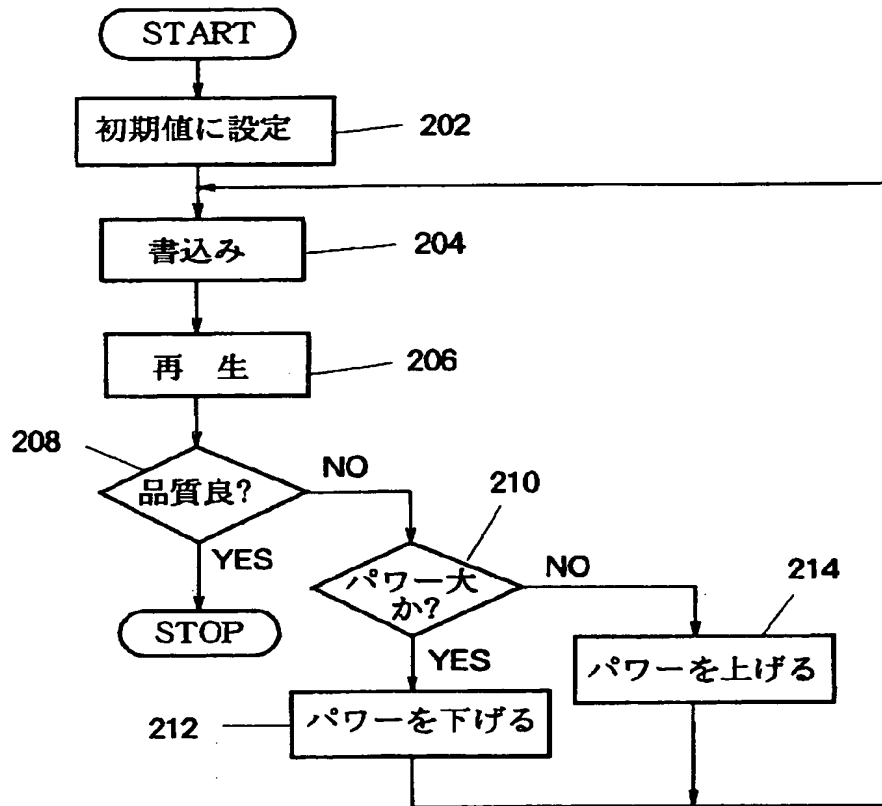 START
初期値に設定
202
書込み
204
再 生
206
208
品質良?
NO
YES
STOP
210
パワー大
か?
NO
YES
214
パワーを上げる
212
パワーを下げる